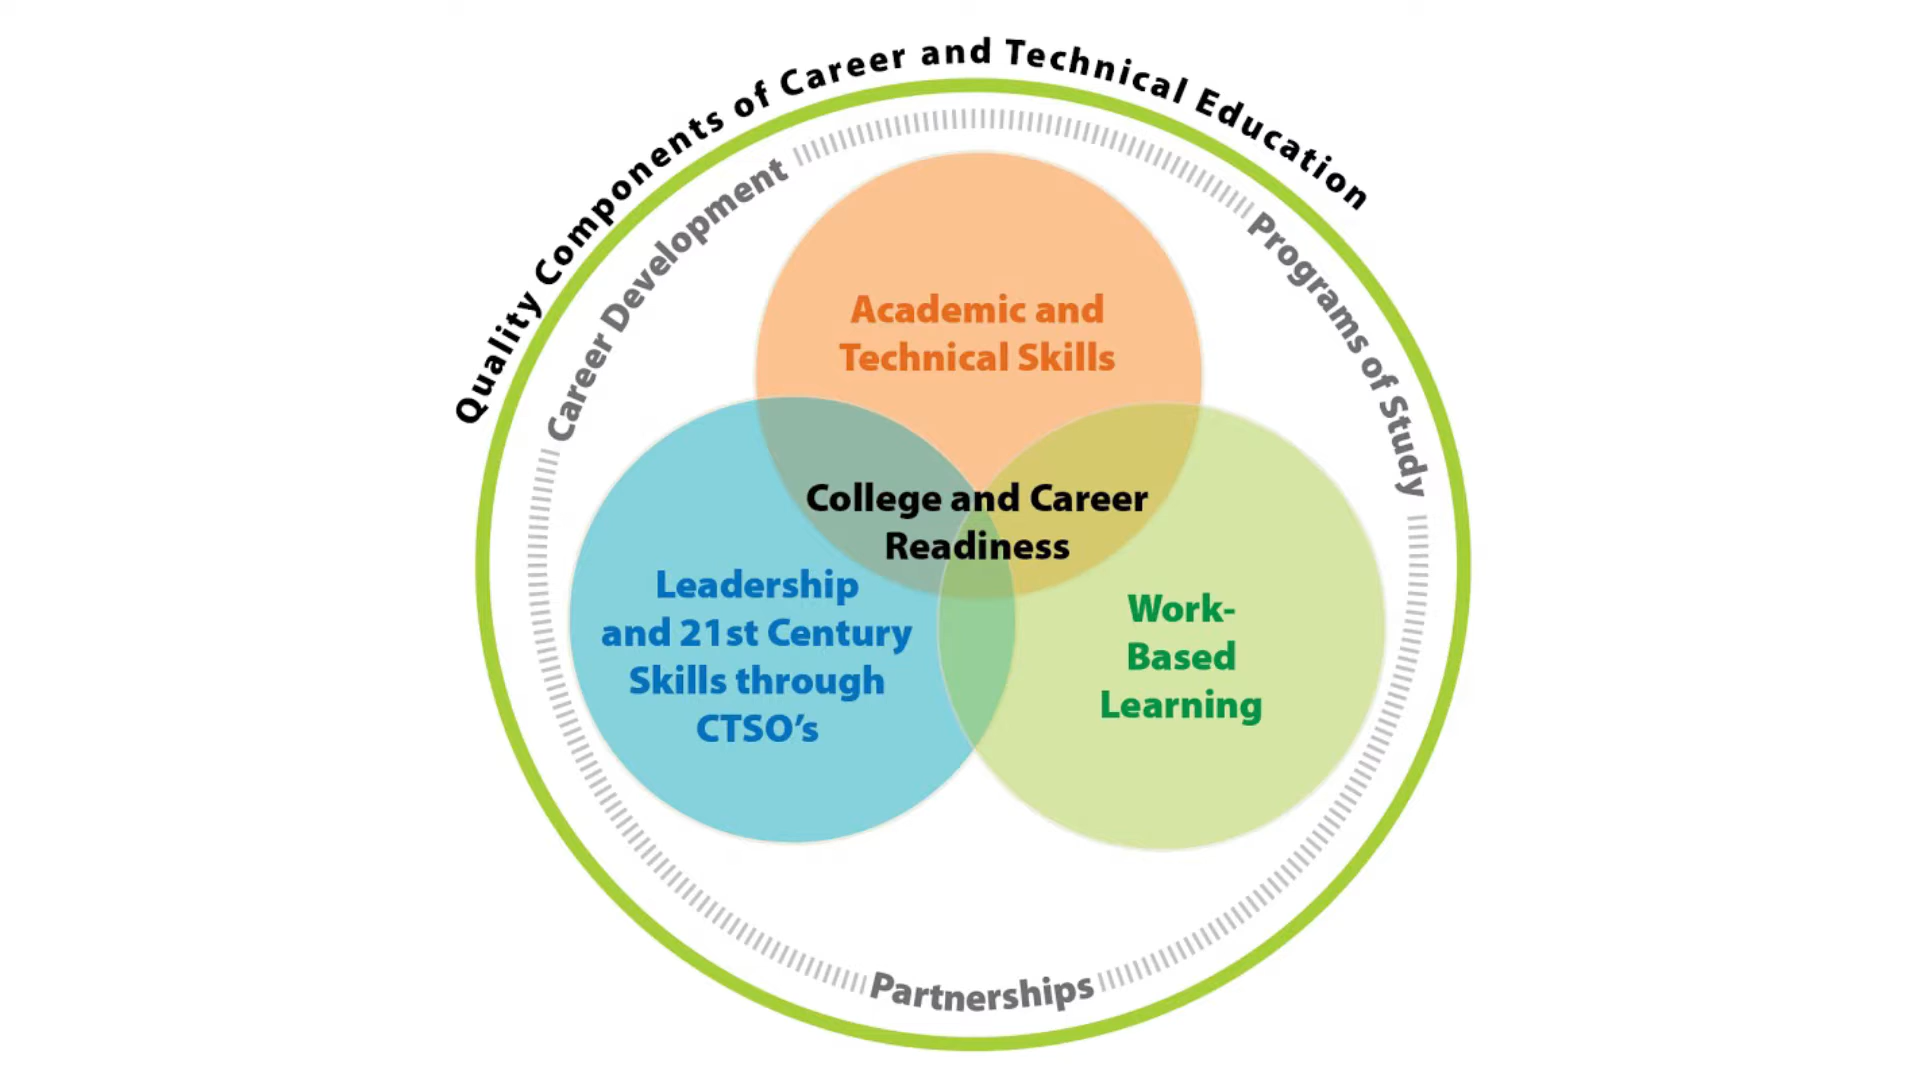 Quality Components of Career and Technical Education
Career Development
Programs of Study
Academic and
Technical Skills
College and Career
Readiness
Leadership
and 21st Century
Skills through
CTSO’s
Work-
Based
Learning
Partnerships